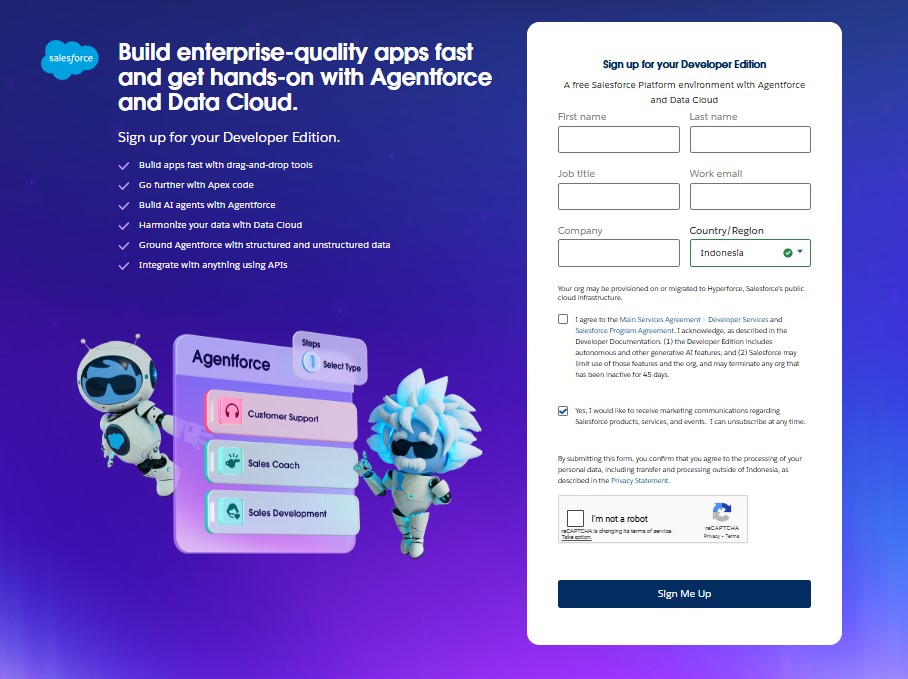 salesforce
Build enterprise-quality apps fast
and get hands-on with Agentforce
and Data Cloud.
Sign up for your Developer Edition.
Build apps fast with drag-and-drop tools
Go further with Apex code
Build AI agents with Agentforce
Harmonize your data with Data Cloud
Ground Agentforce with structured and unstructured data
Integrate with anything using APIs
Agentforce
Steps
1 Select Type
Customer Support
Sales Coach
Sales Development
Sign up for your Developer Edition
A free Salesforce Platform environment with Agentforce
and Data Cloud
First name Last name
Job title Work email
Company Country/Region
Indonesia
Your org may be provisioned on or migrated to Hyperforce, Salesforce's public
cloud infrastructure.
I agree to the Main Services Agreement – Developer Services and
Salesforce Program Agreement. I acknowledge, as described in the
Developer Documentation: (1) the Developer Edition includes
autonomous and other generative AI features; and (2) Salesforce may
limit use of those features and the org, and may terminate any org that
has been inactive for 45 days.
Yes, I would like to receive marketing communications regarding
Salesforce products, services, and events. I can unsubscribe at any time.
By submitting this form, you confirm that you agree to the processing of your
personal data, including transfer and processing outside of Indonesia, as
described in the Privacy Statement.
I'm not a robot
reCAPTCHA is changing its terms of service.
Take action.
reCAPTCHA
Privacy - Terms
Sign Me Up